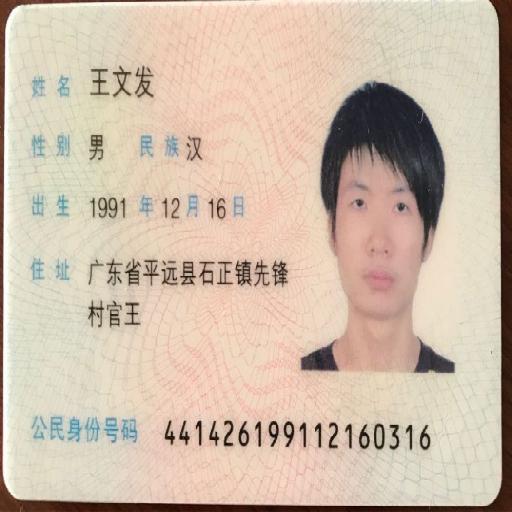 姓名 王文发
性别 男 民族 汉
出生 1991 年 12 月 16 日
住址 广东省平远县石正镇先锋
村官王
公民身份号码 441426199112160316